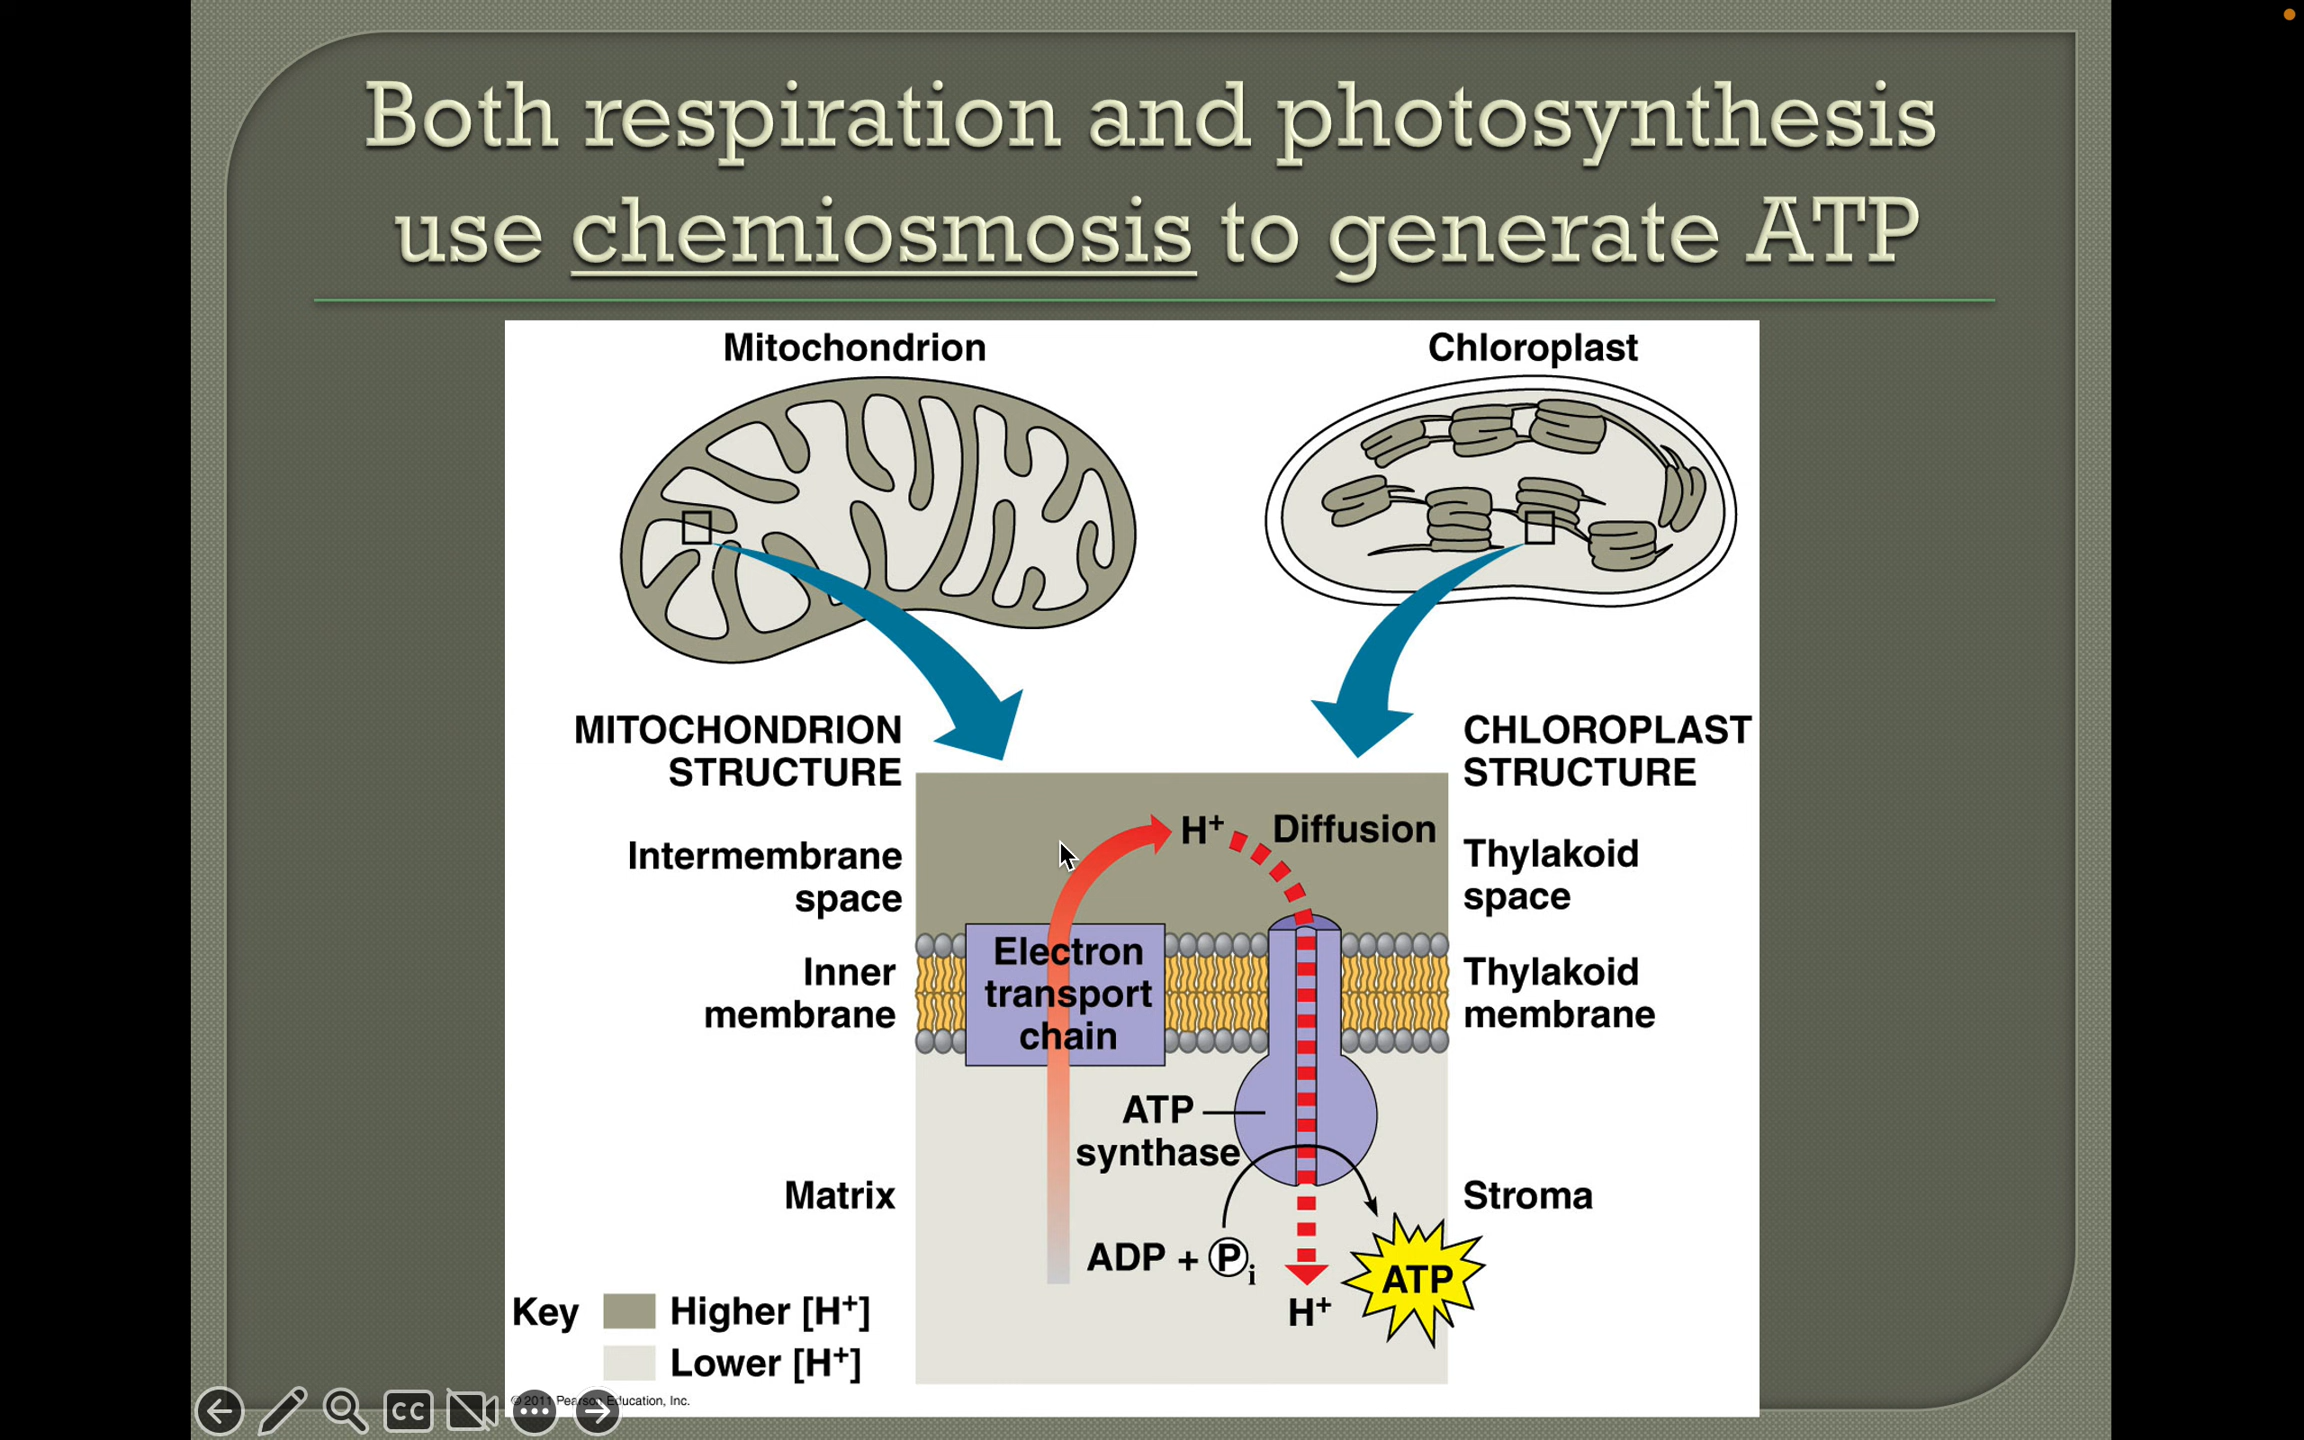 Both respiration and photosynthesis
use chemiosmosis to generate ATP
Mitochondrion
Chloroplast
MITOCHONDRION
STRUCTURE
CHLOROPLAST
STRUCTURE
H+
Diffusion
Intermembrane
space
Thylakoid
space
Electron
transport
chain
Inner
membrane
Thylakoid
membrane
ATP
synthase
Matrix
Stroma
ADP + Pi
ATP
H+
Key
Higher [H+]
Lower [H+]
© 2011 Pearson Education, Inc.
CC